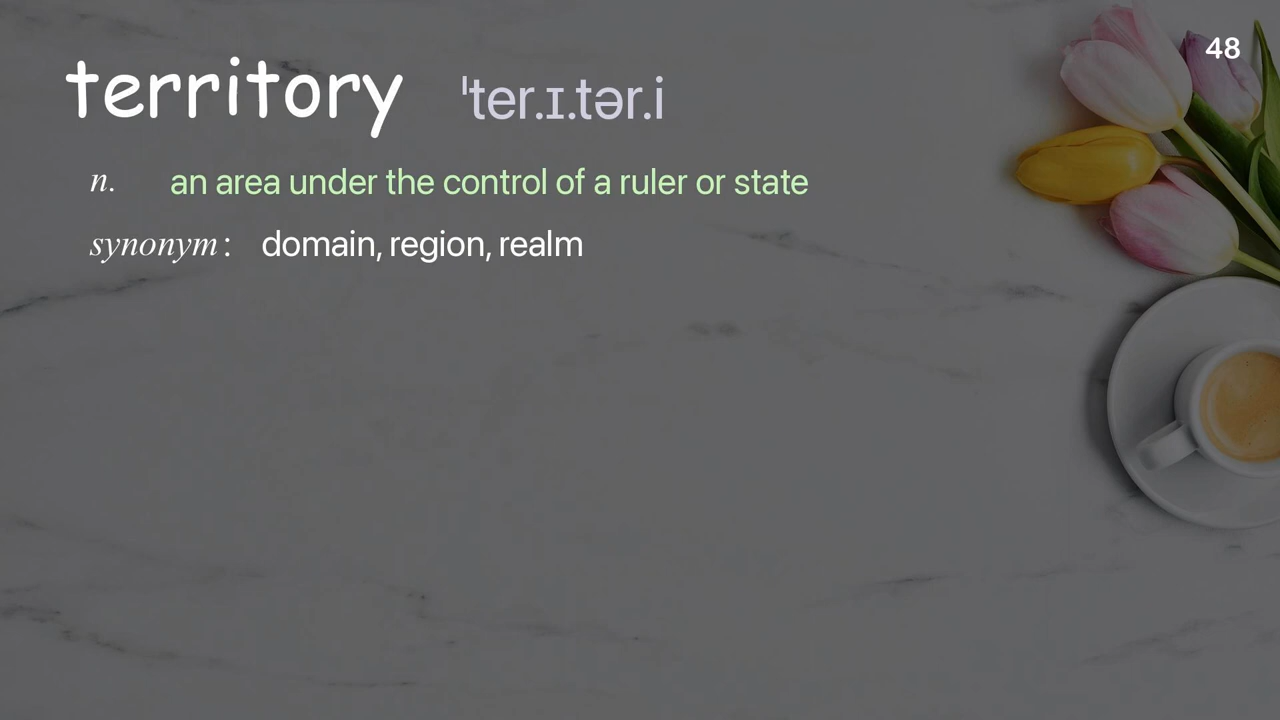 48
territory ˈter.ɪ.tər.i
n. an area under the control of a ruler or state
synonym: domain, region, realm